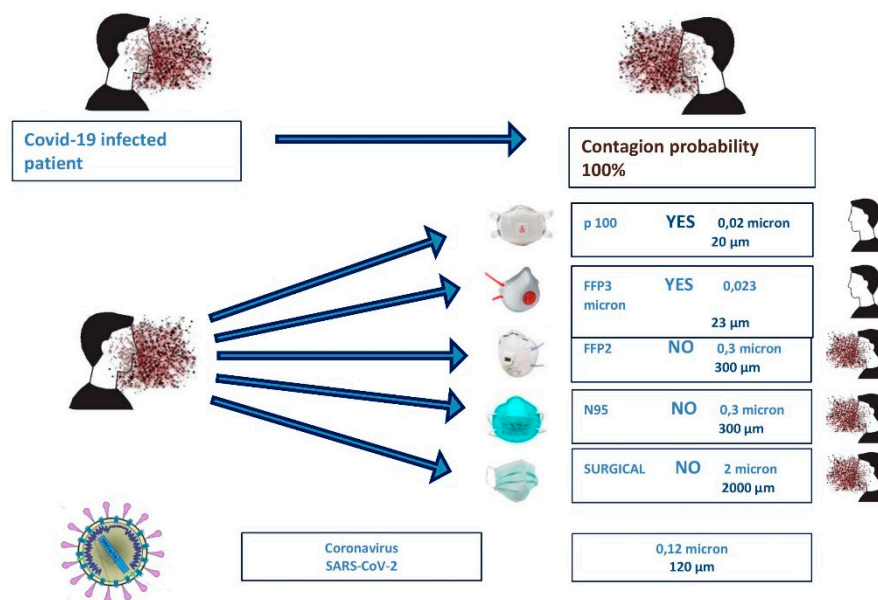 Covid-19 infected
patient
Contagion probability
100%
p 100 YES 0,02 micron
20 µm
FFP3 YES 0,023
micron
23 µm
FFP2 NO 0,3 micron
300 µm
N95 NO 0,3 micron
300 µm
SURGICAL NO 2 micron
2000 µm
Coronavirus
SARS-CoV-2
0,12 micron
120 µm